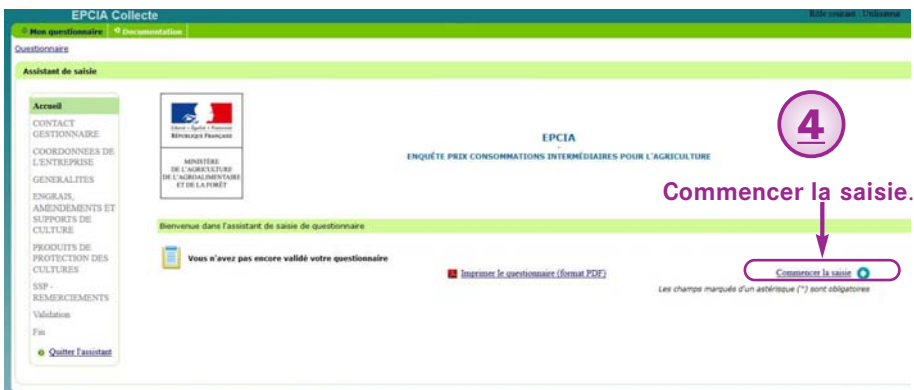 EPCIA Collecte
Rôle courant : Utilisateur
Mon questionnaire
Documentation
Questionnaire
Assistant de saisie
Accueil
CONTACT
GESTIONNAIRE
COORDONNEES DE
L'ENTREPRISE
GENERALITES
ENGRAIS,
AMENDEMENTS ET
SUPPORTS DE
CULTURE
PRODUITS DE
PROTECTION DES
CULTURES
SSP -
REMERCIEMENTS
Validation
Fin
Quitter l'assistant
Liberté • Égalité • Fraternité
RÉPUBLIQUE FRANÇAISE
MINISTÈRE
DE L'AGRICULTURE
DE L'AGROALIMENTAIRE
ET DE LA FORÊT
EPCIA
-
ENQUÊTE PRIX CONSOMMATIONS INTERMÉDIAIRES POUR L'AGRICULTURE
4
Commencer la saisie.
Bienvenue dans l'assistant de saisie de questionnaire
Vous n'avez pas encore validé votre questionnaire
Imprimer le questionnaire (format PDF)
Commencer la saisie
Les champs marqués d'un astérisque (*) sont obligatoires